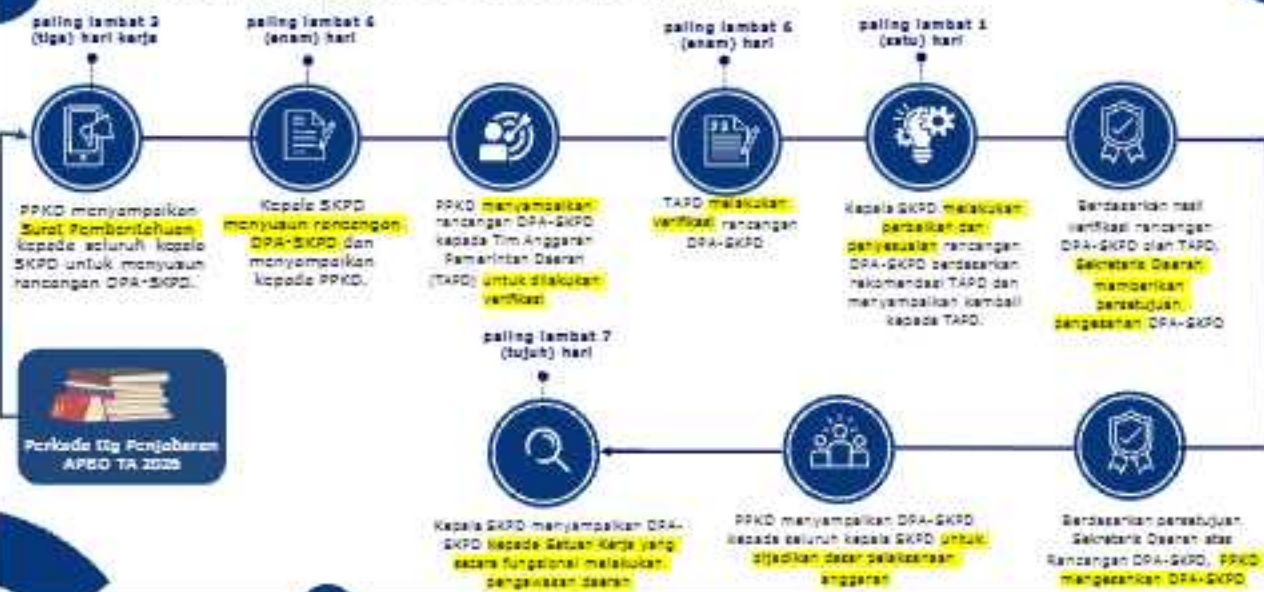 paling lambat 3
(tiga) hari kerja
PPKD menyampaikan
Surat Pemberitahuan
kepada seluruh kepala
SKPD untuk menyusun
rancangan DPA-SKPD.
paling lambat 6
(enam) hari
Kepala SKPD
menyusun rancangan
DPA-SKPD dan
menyampaikan
kepada PPKD.
PPKD menyampaikan
rancangan DPA-SKPD
kepada Tim Anggaran
Pemerintah Daerah
(TAPD) untuk dilakukan
verifikasi
paling lambat 6
(enam) hari
TAPD melakukan
verifikasi rancangan
DPA-SKPD
paling lambat 1
(satu) hari
Kepala SKPD melakukan
perbaikan dan
penyesuaian rancangan
DPA-SKPD berdasarkan
rekomendasi TAPD dan
menyampaikan kembali
kepada TAPD.
Berdasarkan hasil
verifikasi rancangan
DPA-SKPD oleh TAPD,
Sekretaris Daerah
memberikan
persetujuan
pengesahan DPA-SKPD
Berdasarkan persetujuan
Sekretaris Daerah atas
Rancangan DPA-SKPD, PPKD
mengesahkan DPA-SKPD
PPKD menyampaikan DPA-SKPD
kepada seluruh kepala SKPD untuk
dijadikan dasar pelaksanaan
anggaran
paling lambat 7
(tujuh) hari
Kepala SKPD menyampaikan DPA-
SKPD kepada Satuan Kerja yang
secara fungsional melakukan
pengawasan daerah
Perkada ttg Penjabaran
APBD TA